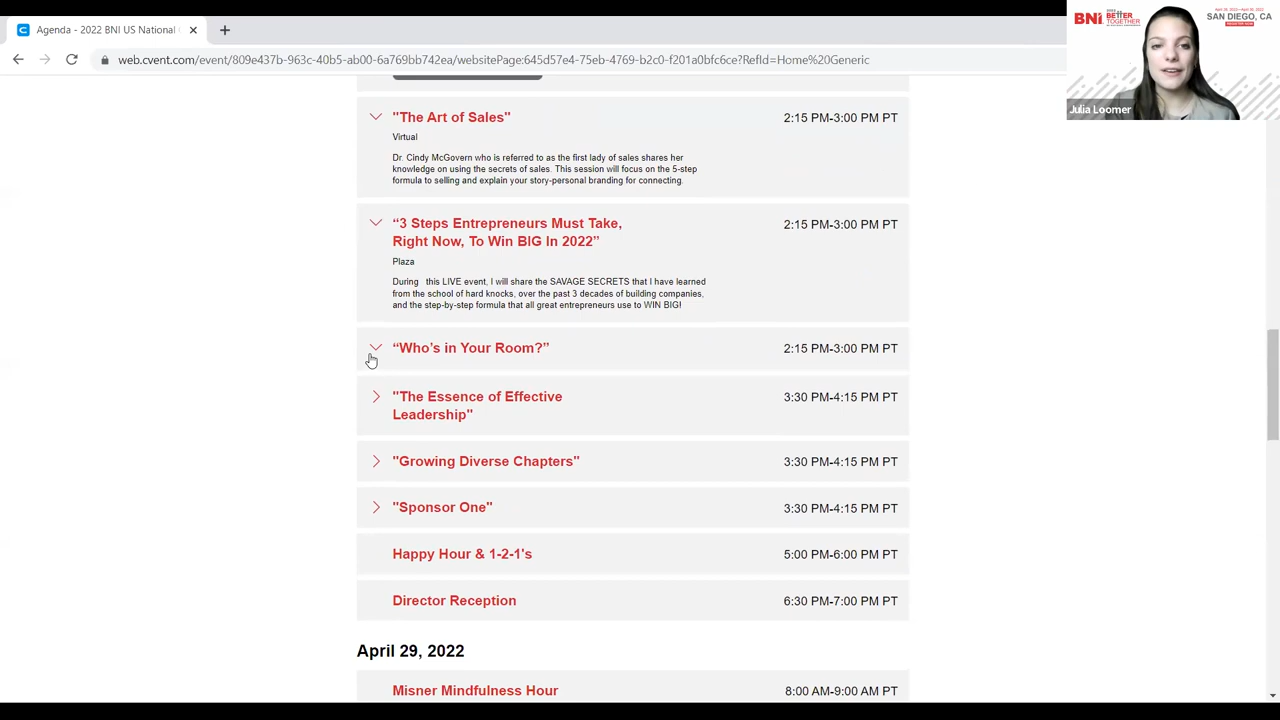 Agenda - 2022 BNI US National
web.cvent.com/event/809e437b-963c-40b5-ab00-6a769bb742ea/websitePage:645d57e4-75eb-4769-b2c0-f201a0bfc6ce?RefId=Home%20Generic
BNI
BETTER
TOGETHER
SAN DIEGO, CA
Julia Loomer
"The Art of Sales" 2:15 PM-3:00 PM PT
Virtual
Dr. Cindy McGovern who is referred to as the first lady of sales shares her
knowledge on using the secrets of sales. This session will focus on the 5-step
formula to selling and explain your story-personal branding for connecting.
“3 Steps Entrepreneurs Must Take, 2:15 PM-3:00 PM PT
Right Now, To Win BIG In 2022”
Plaza
During this LIVE event, I will share the SAVAGE SECRETS that I have learned
from the school of hard knocks, over the past 3 decades of building companies,
and the step-by-step formula that all great entrepreneurs use to WIN BIG!
“Who’s in Your Room?” 2:15 PM-3:00 PM PT
"The Essence of Effective 3:30 PM-4:15 PM PT
Leadership"
"Growing Diverse Chapters" 3:30 PM-4:15 PM PT
"Sponsor One" 3:30 PM-4:15 PM PT
Happy Hour & 1-2-1's 5:00 PM-6:00 PM PT
Director Reception 6:30 PM-7:00 PM PT
April 29, 2022
Misner Mindfulness Hour 8:00 AM-9:00 AM PT